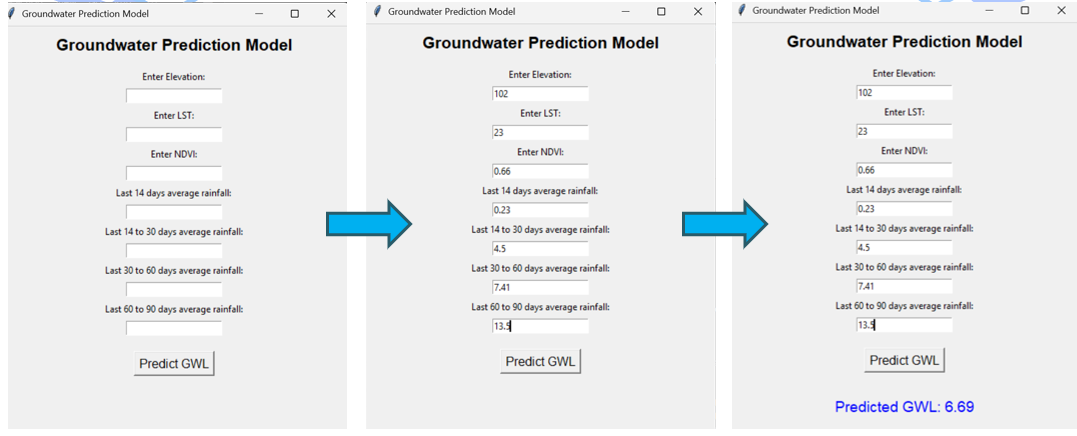 Groundwater Prediction Model
Groundwater Prediction Model
Enter Elevation:
Enter LST:
Enter NDVI:
Last 14 days average rainfall:
Last 14 to 30 days average rainfall:
Last 30 to 60 days average rainfall:
Last 60 to 90 days average rainfall:
Predict GWL
Groundwater Prediction Model
Groundwater Prediction Model
Enter Elevation:
102
Enter LST:
23
Enter NDVI:
0.66
Last 14 days average rainfall:
0.23
Last 14 to 30 days average rainfall:
4.5
Last 30 to 60 days average rainfall:
7.41
Last 60 to 90 days average rainfall:
13.5
Predict GWL
Groundwater Prediction Model
Groundwater Prediction Model
Enter Elevation:
102
Enter LST:
23
Enter NDVI:
0.66
Last 14 days average rainfall:
0.23
Last 14 to 30 days average rainfall:
4.5
Last 30 to 60 days average rainfall:
7.41
Last 60 to 90 days average rainfall:
13.5
Predict GWL
Predicted GWL: 6.69